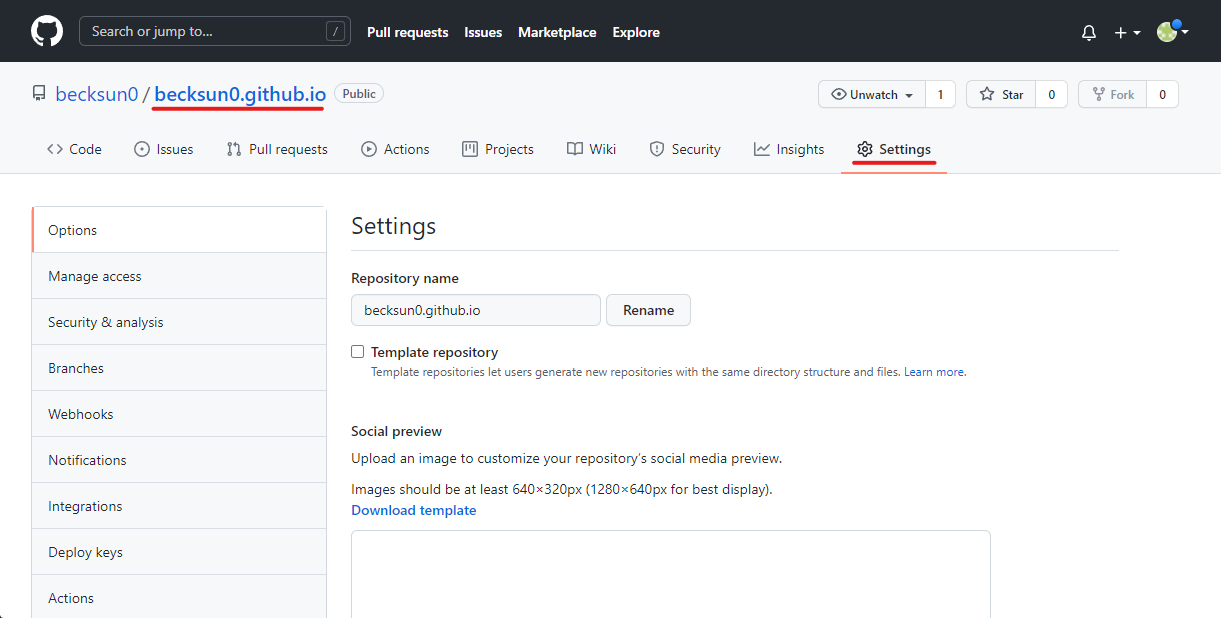 Search or jump to... /
Pull requests Issues Marketplace Explore
becksun0 / becksun0.github.io Public
Unwatch 1 Star 0 Fork 0
Code Issues Pull requests Actions Projects Wiki Security Insights Settings
Options
Manage access
Security & analysis
Branches
Webhooks
Notifications
Integrations
Deploy keys
Actions
Settings
Repository name
becksun0.github.io Rename
Template repository
Template repositories let users generate new repositories with the same directory structure and files. Learn more.
Social preview
Upload an image to customize your repository's social media preview.
Images should be at least 640×320px (1280×640px for best display).
Download template